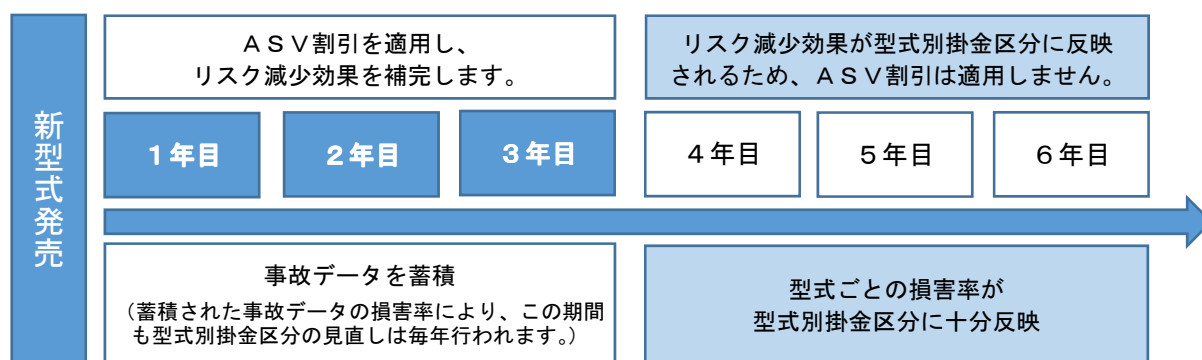 新型式発売
ＡＳＶ割引を適用し、
リスク減少効果を補完します。
リスク減少効果が型式別掛金区分に反映
されるため、ＡＳＶ割引は適用しません。
１年目
２年目
３年目
４年目
５年目
６年目
事故データを蓄積
（蓄積された事故データの損害率により、この期間
も型式別掛金区分の見直しは毎年行われます。）
型式ごとの損害率が
型式別掛金区分に十分反映